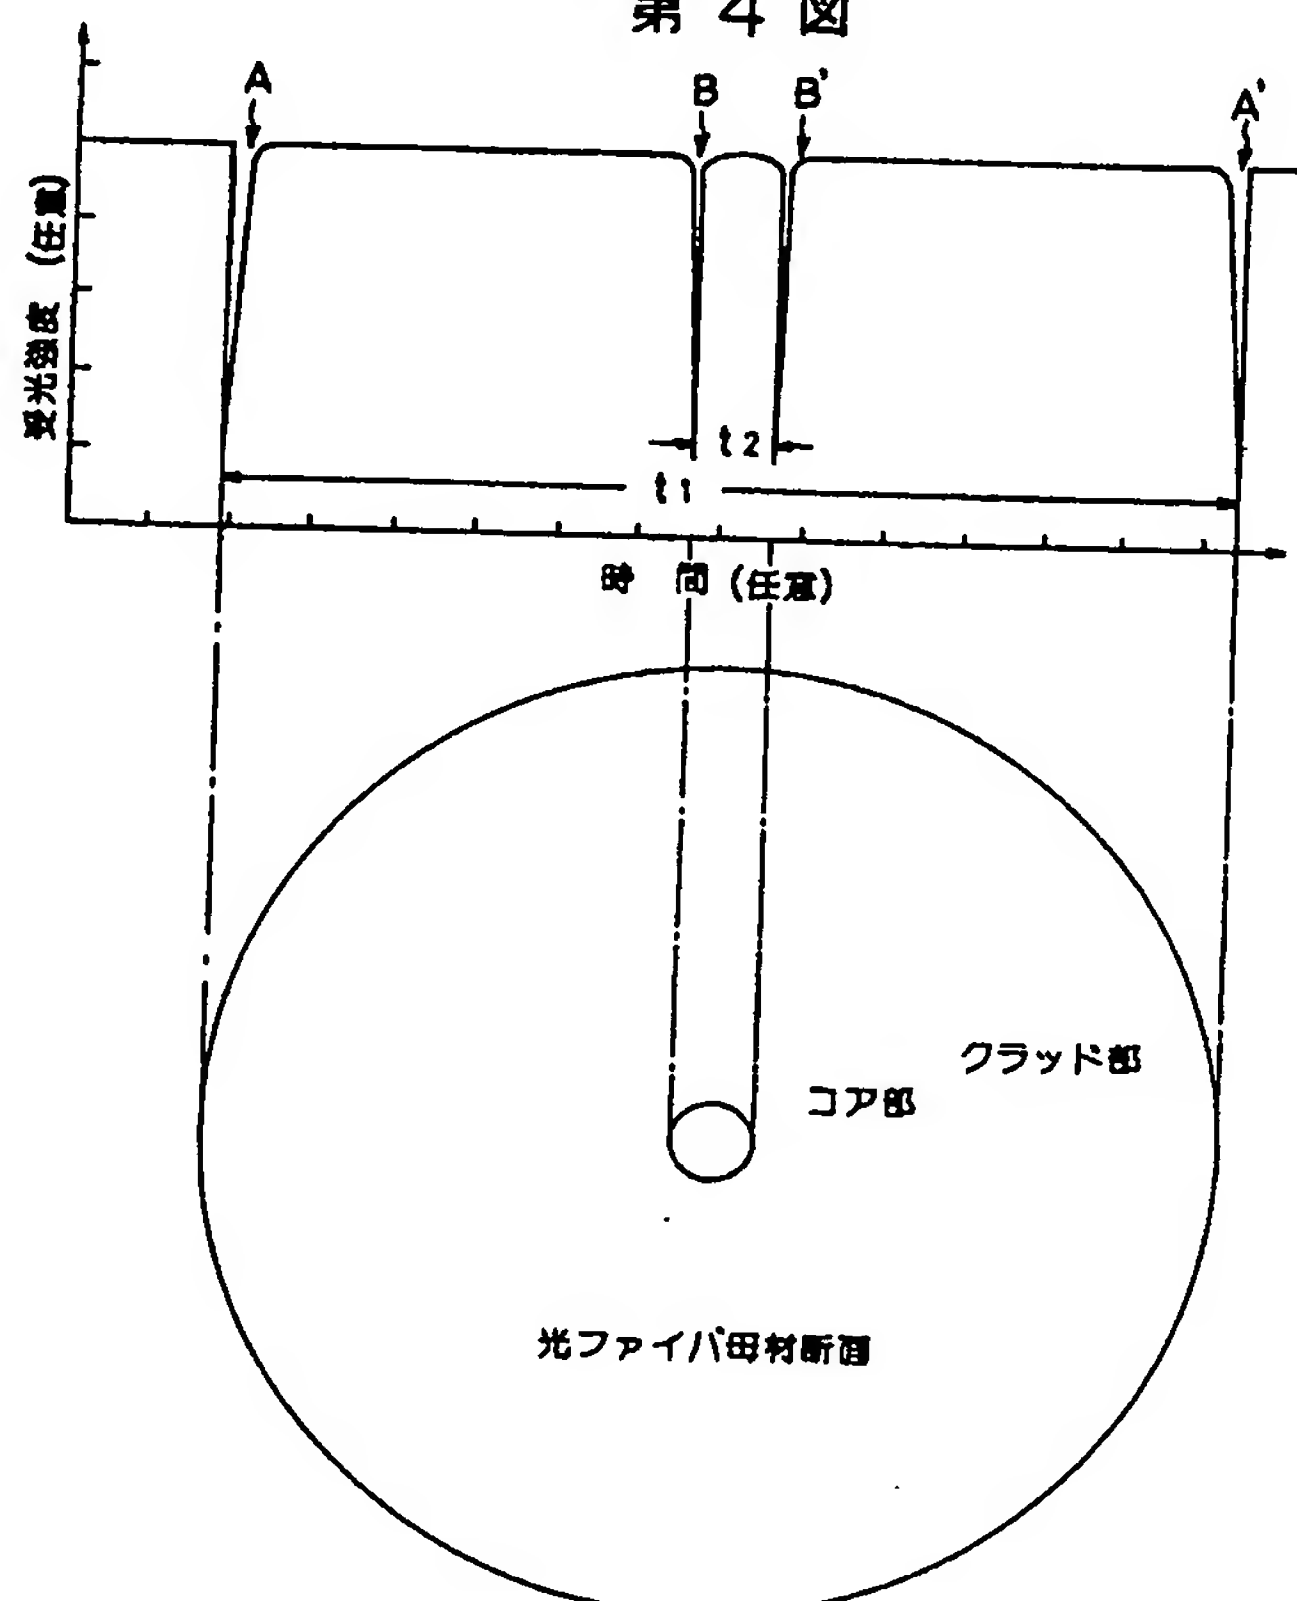 第4図
A
B
B'
A'
受光強度 (任意)
t2
t1
時間 (任意)
クラッド部
コア部
光ファイバ母材断面